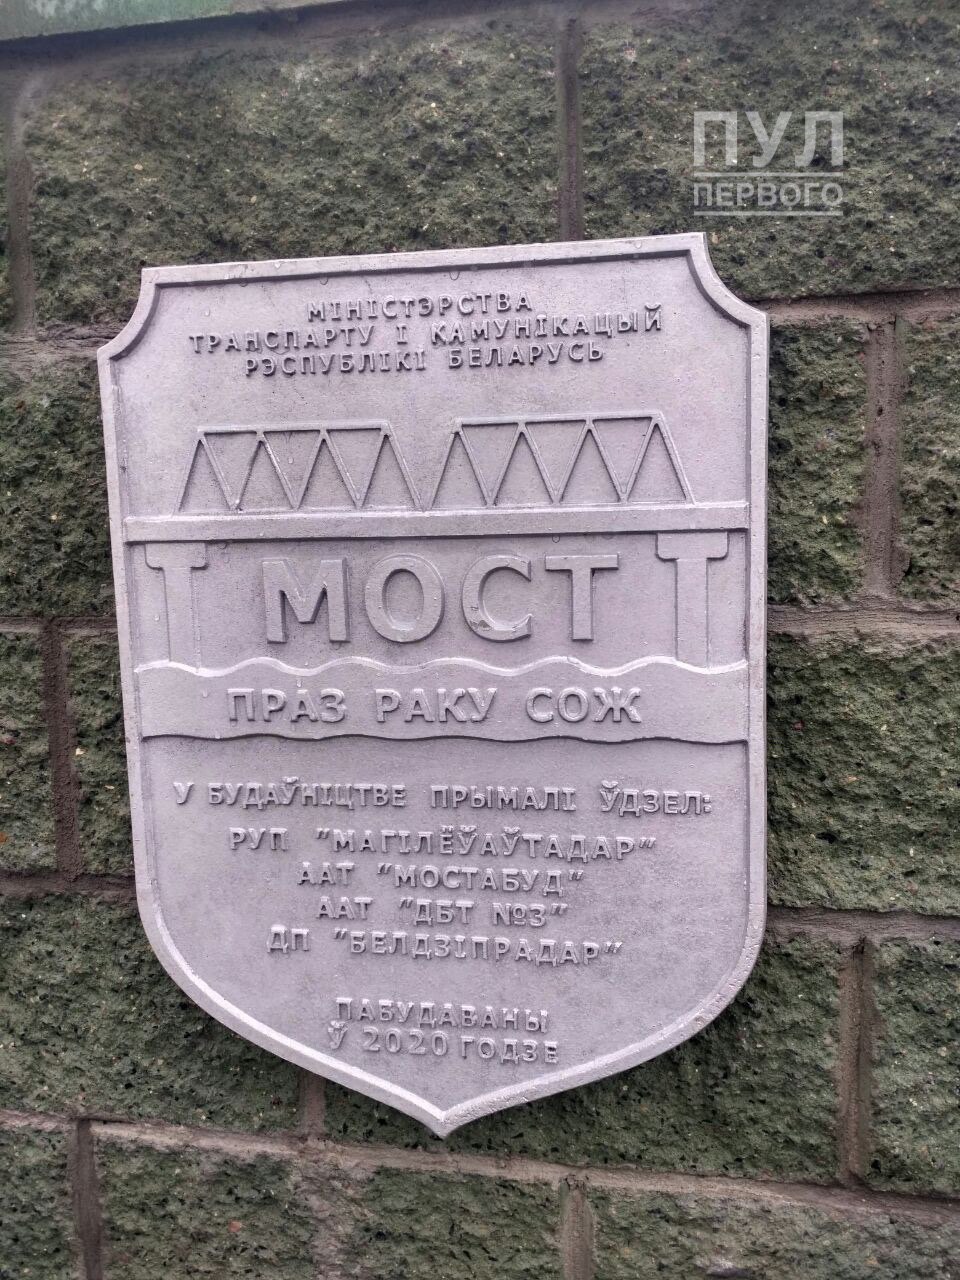 ПУЛ
ПЕРВОГО
МІНІСТЭРСТВА
ТРАНСПАРТУ І КАМУНІКАЦЫЙ
РЭСПУБЛІКІ БЕЛАРУСЬ
МОСТ
ПРАЗ РАКУ СОЖ
У БУДАЎНІЦТВЕ ПРЫМАЛІ ЎДЗЕЛ:
РУП "МАГІЛЁЎАЎТАДАР"
ААТ "МОСТАБУД"
ААТ "ДБТ №3"
ДП "БЕЛДЗІПРАДАР"
ПАБУДАВАНЫ
Ў 2020 ГОДЗЕ